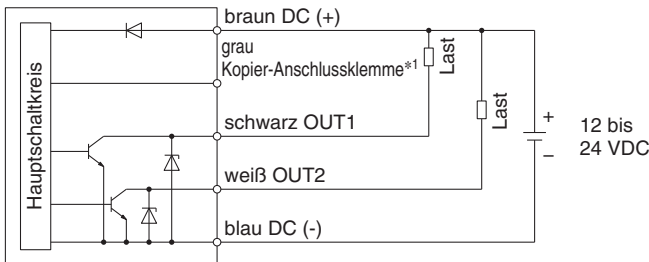 Hauptschaltkreis
braun DC (+)
grau
Kopier-Anschlussklemme*1
schwarz OUT1
weiß OUT2
blau DC (-)
Last
Last
+
−
12 bis
24 VDC